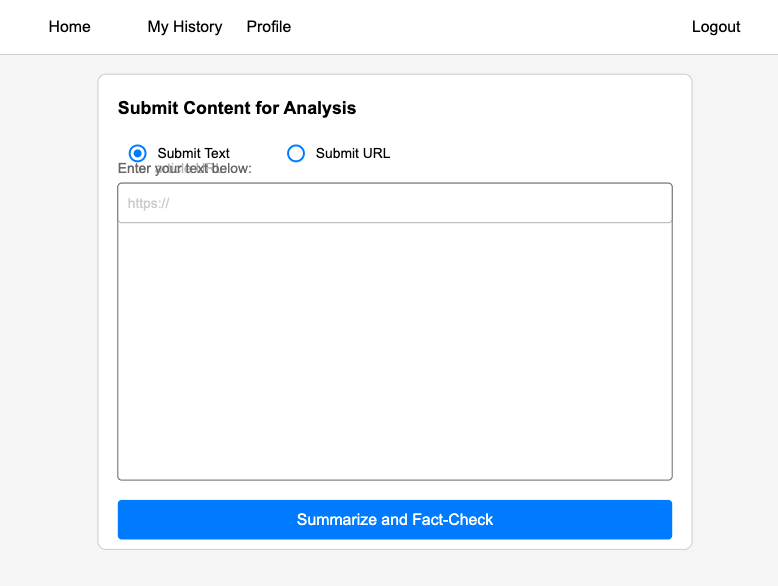 Home My History Profile Logout
Submit Content for Analysis
Submit Text Submit URL
Enter your text below:
https://
Summarize and Fact-Check